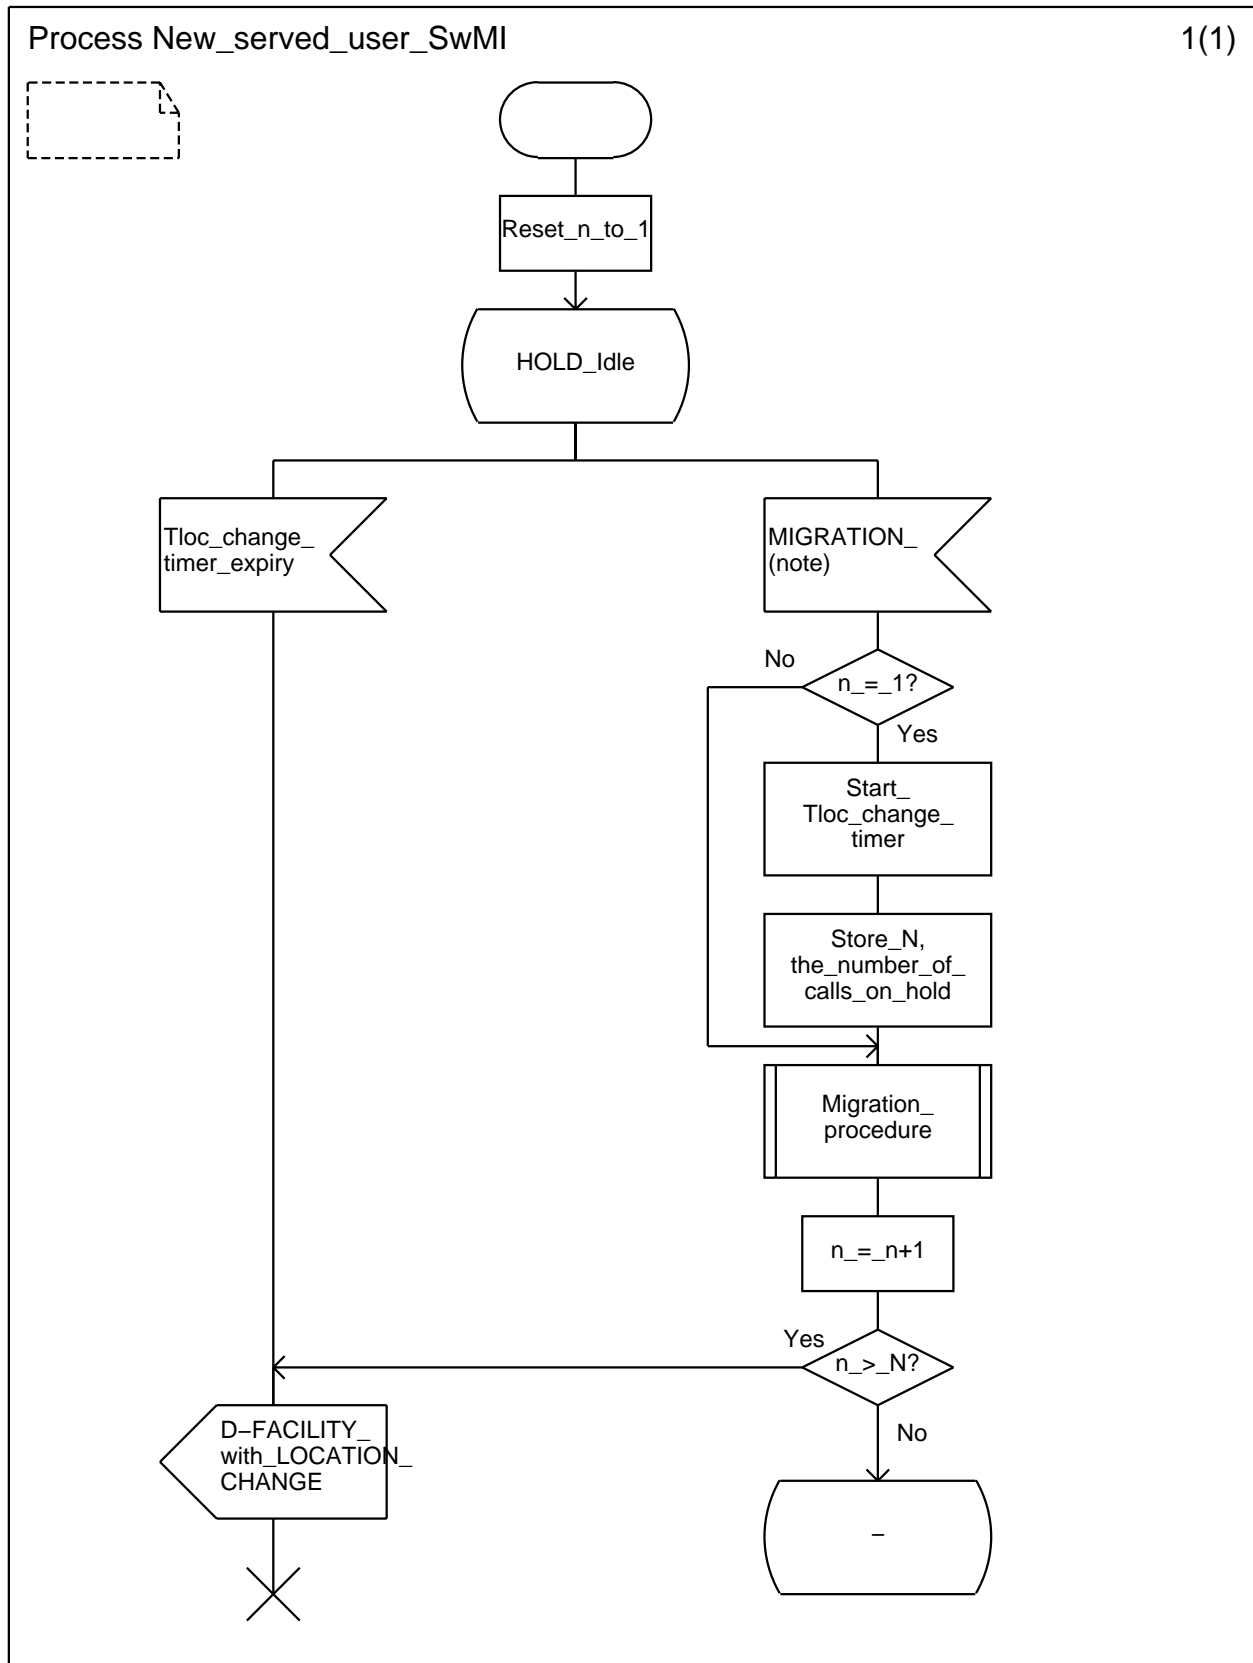 Process New_served_user_SwMI
1(1)
Reset_n_to_1
HOLD_Idle
Tloc_change_
timer_expiry
MIGRATION_
(note)
No
n_=_1?
Yes
Start_
Tloc_change_
timer
Store_N,
the_number_of_
calls_on_hold
Migration_
procedure
n_=_n+1
Yes
n_>_N?
No
D−FACILITY_
with_LOCATION_
CHANGE
−